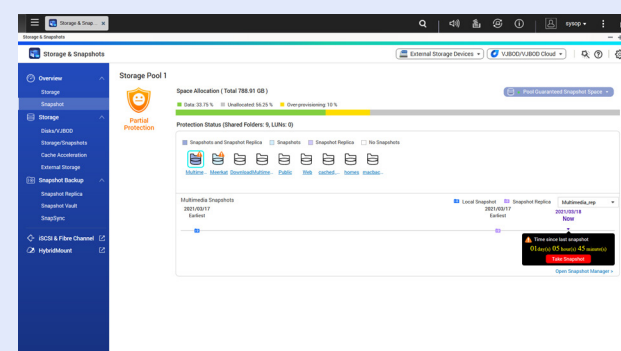 Storage & Snap... ×
sysop
Storage & Snapshots
Storage & Snapshots
External Storage Devices
VJBOD/VJBOD Cloud
Overview
Storage
Snapshot
Storage
Disks/VJBOD
Storage/Snapshots
Cache Acceleration
External Storage
Snapshot Backup
Snapshot Replica
Snapshot Vault
SnapSync
iSCSI & Fibre Channel
HybridMount
Storage Pool 1
Partial
Protection
Space Allocation ( Total 788.91 GB )
Pool Guaranteed Snapshot Space
Data: 33.75 % Unallocated: 56.25 % Over-provisioning: 10 %
Protection Status (Shared Folders: 9, LUNs: 0)
Snapshots and Snapshot Replica Snapshots Snapshot Replica No Snapshots
Multime... Meerkat Download Multime... Public Web cached... homes
Multimedia Snapshots
Local Snapshot Snapshot Replica Multimedia_rep
2021/03/17
Earliest
2021/03/17
Earliest
2021/03/18
Now
Time since last snapshot
01 day(s) 05 hour(s) 45 minute(s)
Take Snapshot
Open Snapshot Manager >